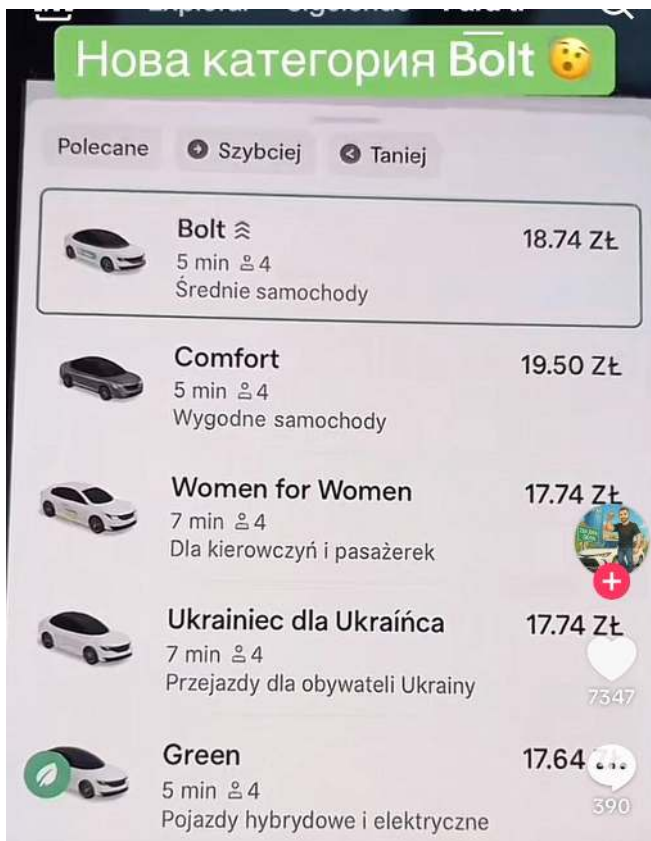 Нова категория Bolt
Polecane Szybciej Taniej
Bolt
18.74 ZŁ
5 min 4
Średnie samochody
Comfort
19.50 ZŁ
5 min 4
Wygodne samochody
Women for Women
17.74 ZŁ
7 min 4
Dla kierowczyń i pasażerek
Ukrainiec dla Ukraíńca
17.74 ZŁ
7 min 4
Przejazdy dla obywateli Ukrainy
7347
Green
17.64
5 min 4
Pojazdy hybrydowe i elektryczne
390